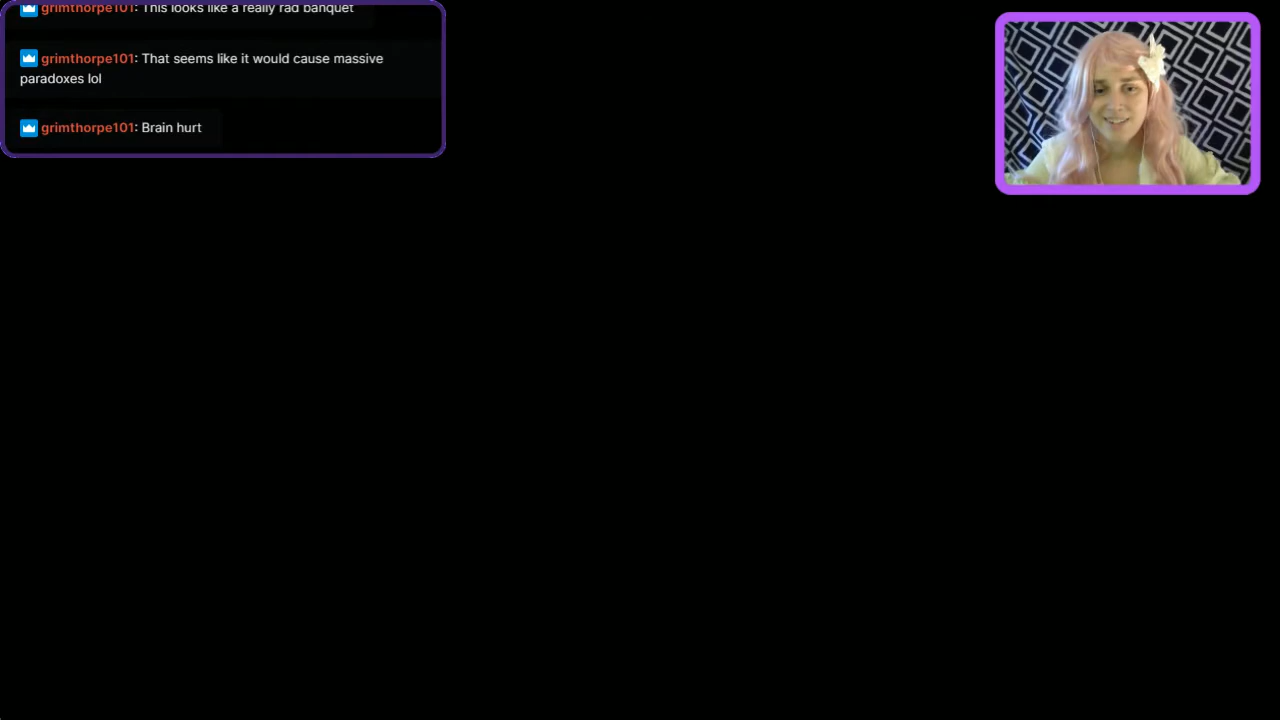 grimthorpe101: This looks like a really rad banquet
grimthorpe101: That seems like it would cause massive
paradoxes lol
grimthorpe101: Brain hurt